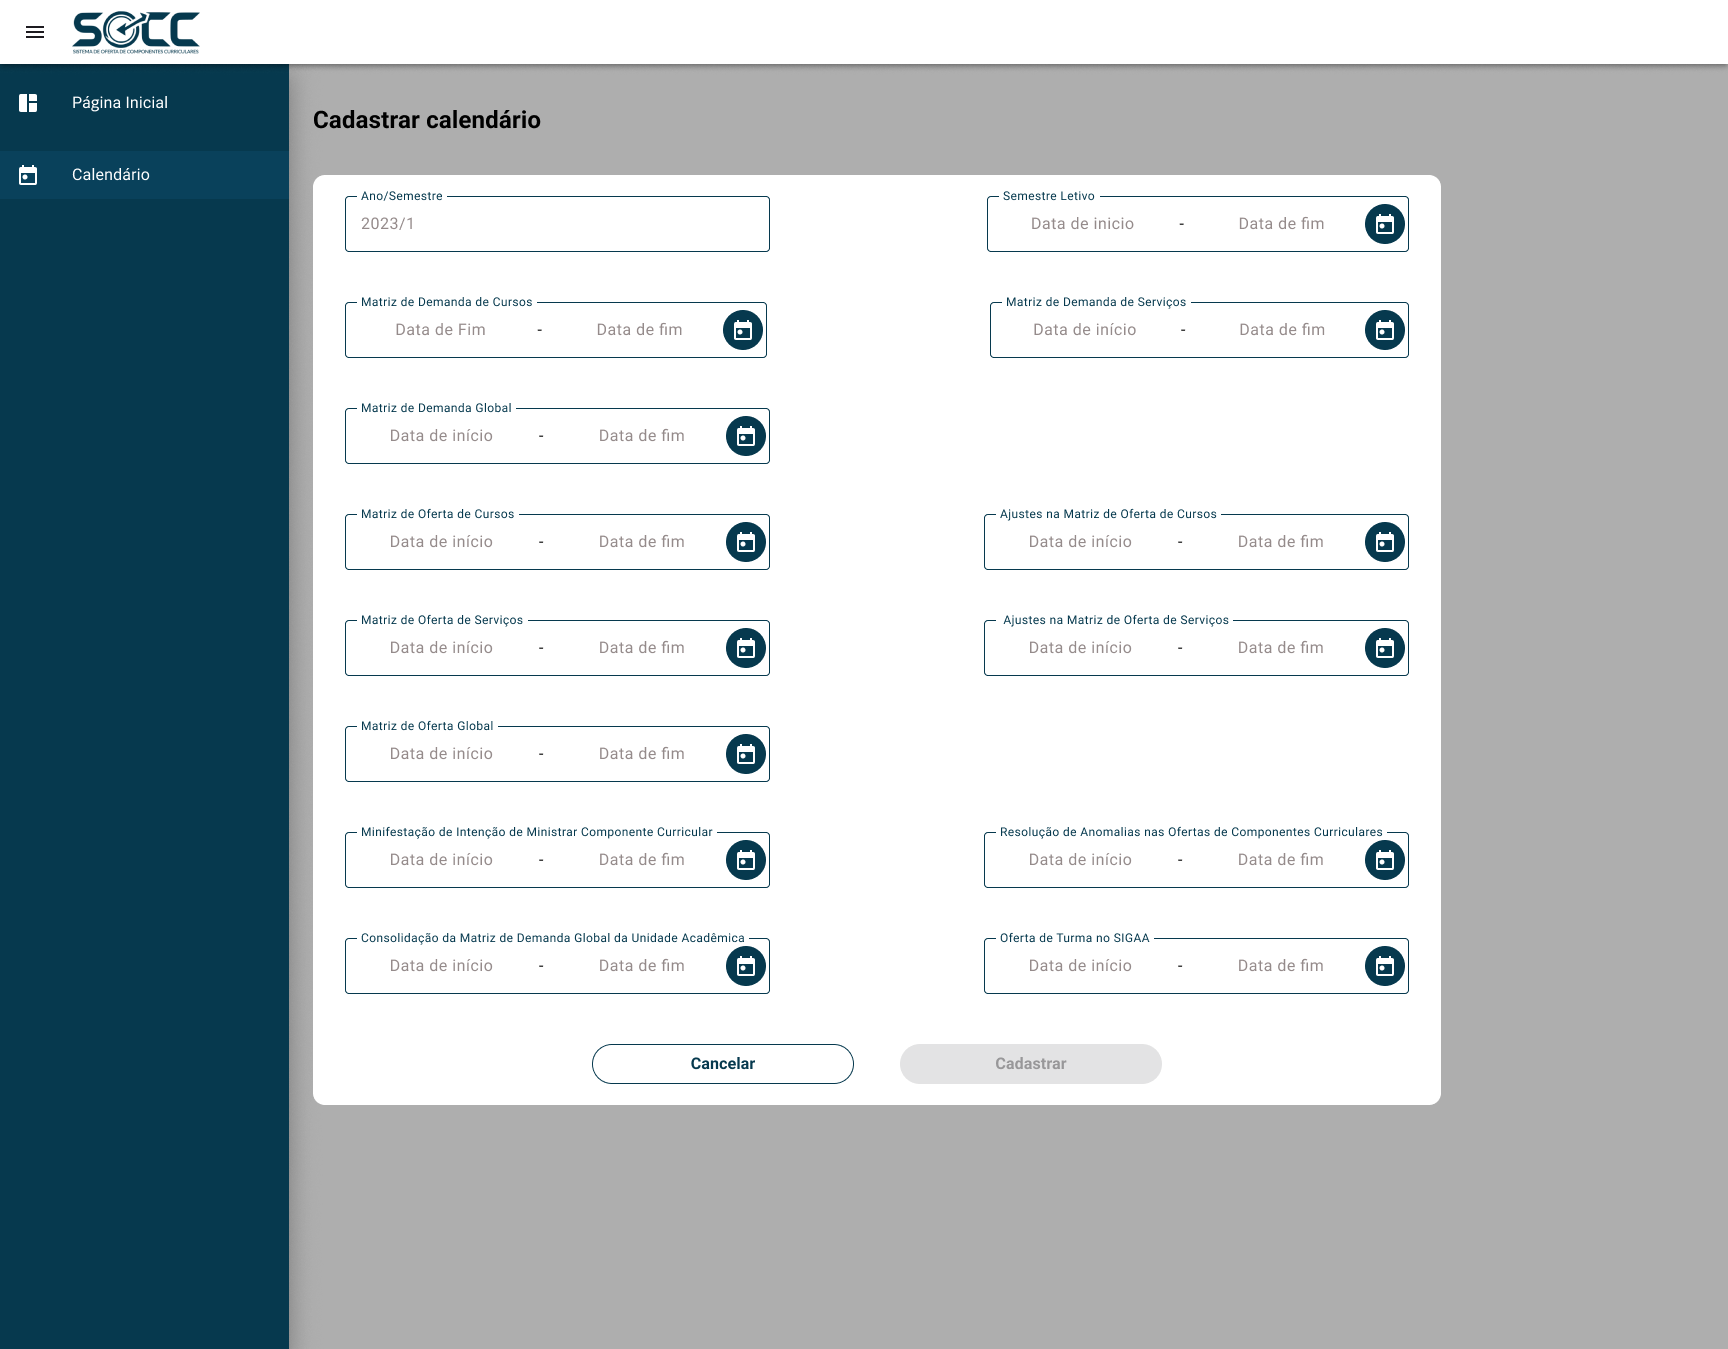 SOCC
SISTEMA DE OFERTA DE COMPONENTES CURRICULARES
Página Inicial
Calendário
Cadastrar calendário
Ano/Semestre
2023/1
Semestre Letivo
Data de inicio - Data de fim
Matriz de Demanda de Cursos
Data de Fim - Data de fim
Matriz de Demanda de Serviços
Data de início - Data de fim
Matriz de Demanda Global
Data de início - Data de fim
Matriz de Oferta de Cursos
Data de início - Data de fim
Ajustes na Matriz de Oferta de Cursos
Data de início - Data de fim
Matriz de Oferta de Serviços
Data de início - Data de fim
Ajustes na Matriz de Oferta de Serviços
Data de início - Data de fim
Matriz de Oferta Global
Data de início - Data de fim
Minifestação de Intenção de Ministrar Componente Curricular
Data de início - Data de fim
Resolução de Anomalias nas Ofertas de Componentes Curriculares
Data de início - Data de fim
Consolidação da Matriz de Demanda Global da Unidade Acadêmica
Data de início - Data de fim
Oferta de Turma no SIGAA
Data de início - Data de fim
Cancelar
Cadastrar